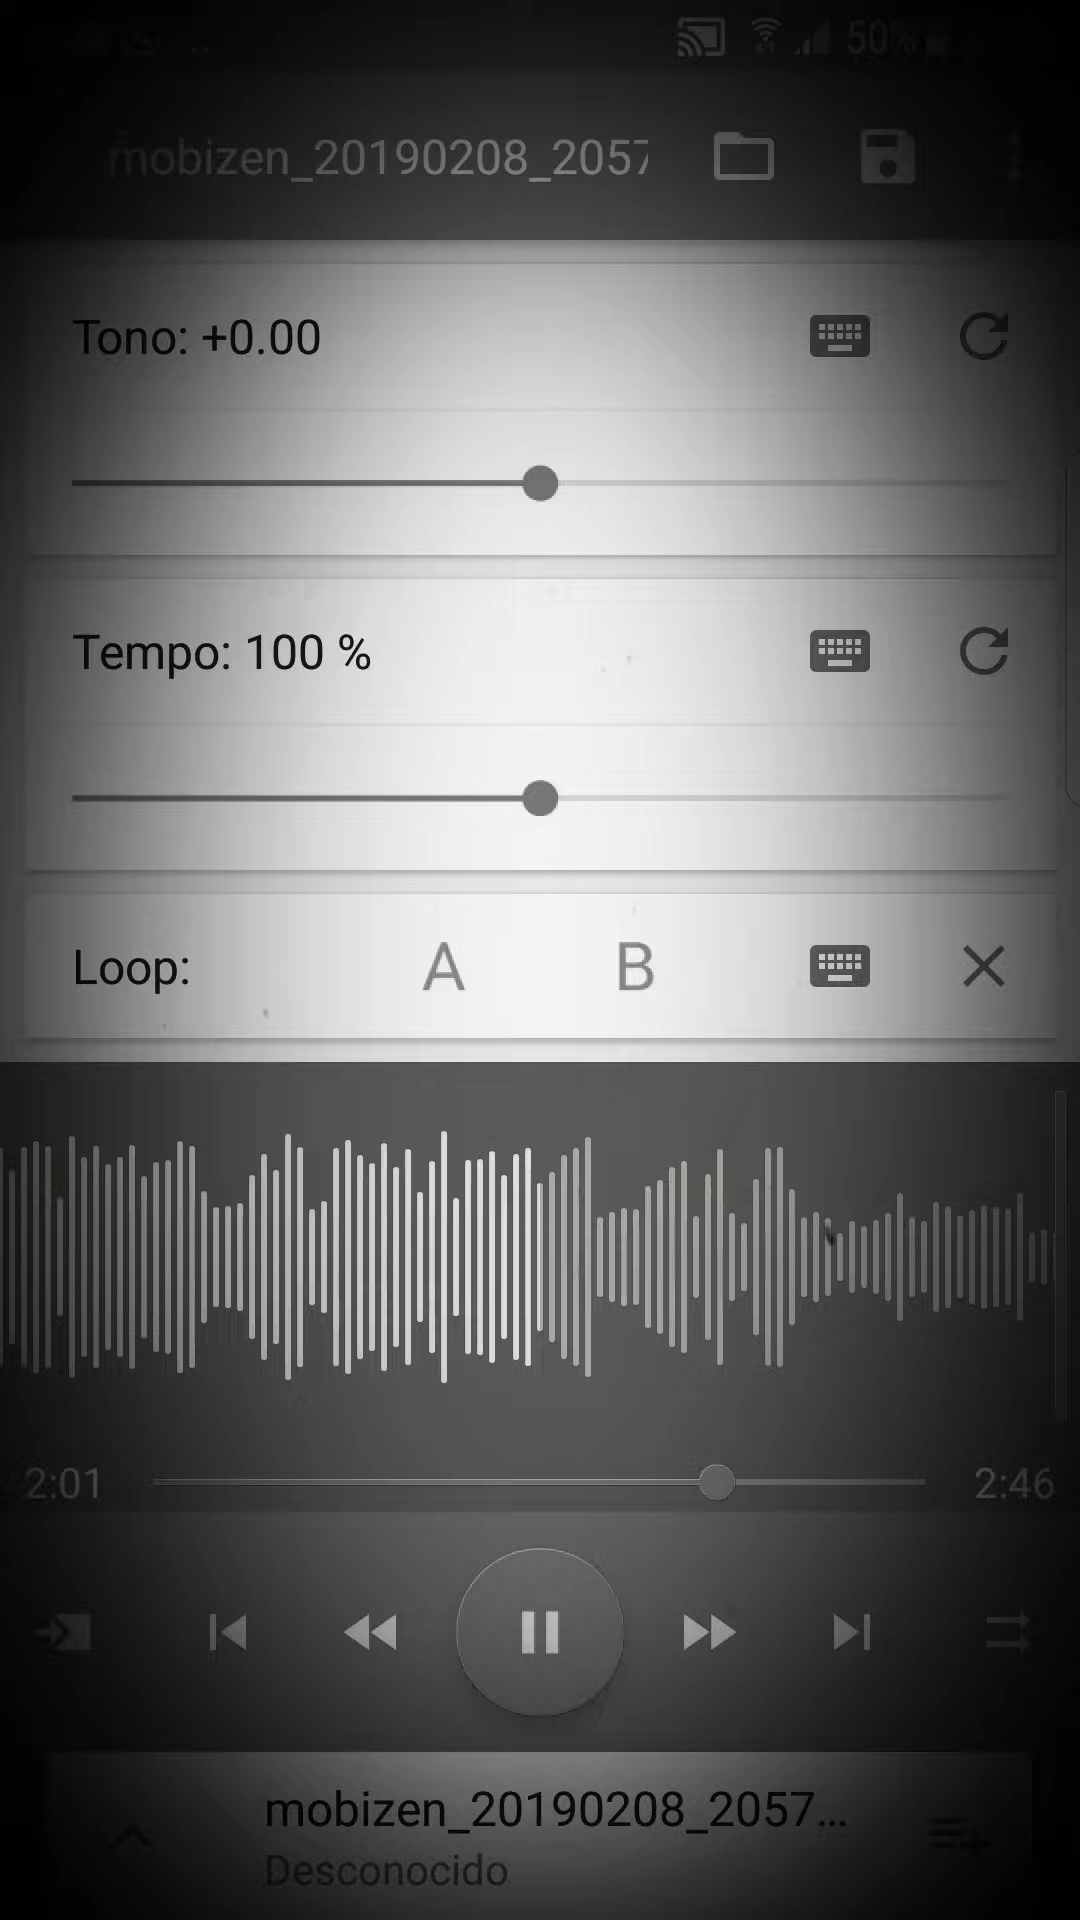 50%
mobizen_20190208_2057
Tono: +0.00
Tempo: 100 %
Loop: A B
2:01 2:46
mobizen_20190208_2057...
Desconocido